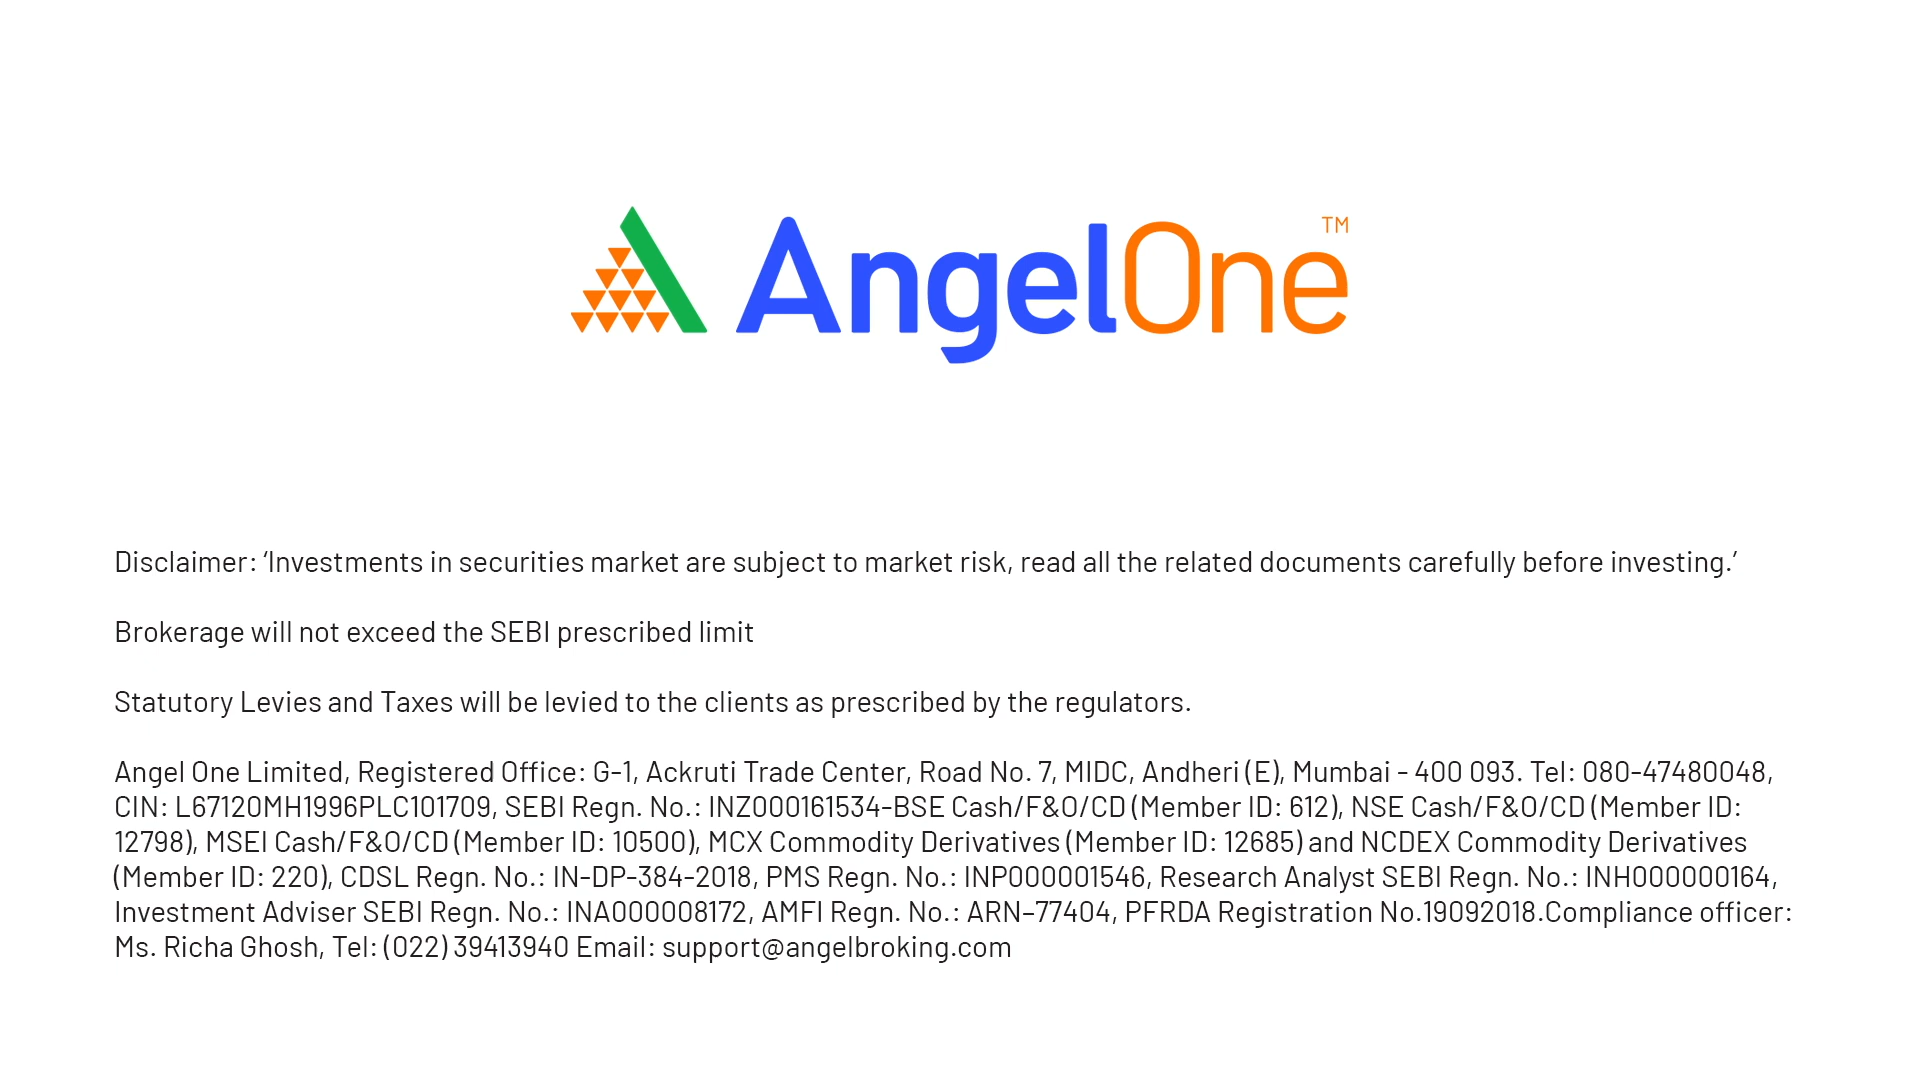 AngelOne™
Disclaimer: ‘Investments in securities market are subject to market risk, read all the related documents carefully before investing.’
Brokerage will not exceed the SEBI prescribed limit
Statutory Levies and Taxes will be levied to the clients as prescribed by the regulators.
Angel One Limited, Registered Office: G-1, Ackruti Trade Center, Road No. 7, MIDC, Andheri (E), Mumbai - 400 093. Tel: 080-47480048,
CIN: L67120MH1996PLC101709, SEBI Regn. No.: INZ000161534-BSE Cash/F&O/CD (Member ID: 612), NSE Cash/F&O/CD (Member ID:
12798), MSEI Cash/F&O/CD (Member ID: 10500), MCX Commodity Derivatives (Member ID: 12685) and NCDEX Commodity Derivatives
(Member ID: 220), CDSL Regn. No.: IN-DP-384-2018, PMS Regn. No.: INP000001546, Research Analyst SEBI Regn. No.: INH000000164,
Investment Adviser SEBI Regn. No.: INA000008172, AMFI Regn. No.: ARN–77404, PFRDA Registration No.19092018.Compliance officer:
Ms. Richa Ghosh, Tel: (022) 39413940 Email: support@angelbroking.com